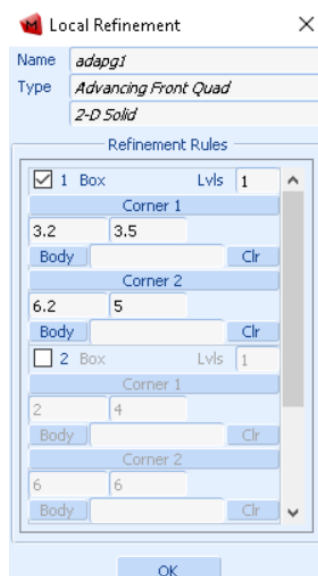 Local Refinement
Name adapg1
Type Advancing Front Quad
2-D Solid
Refinement Rules
1 Box Lvls 1
Corner 1
3.2 3.5
Body Clr
Corner 2
6.2 5
Body Clr
2 Box Lvls 1
Corner 1
2 4
Body Clr
Corner 2
6 6
Body Clr
OK